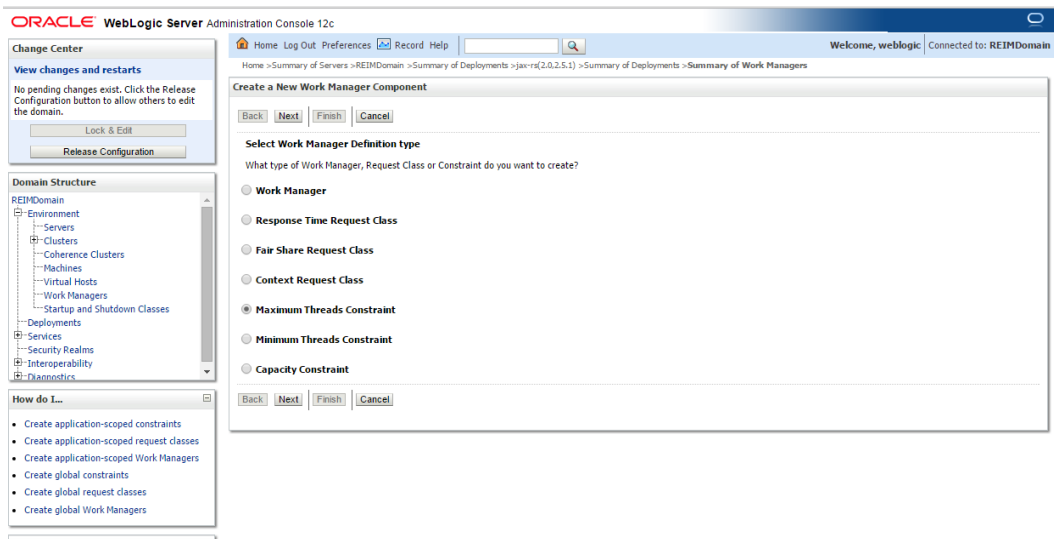 ORACLE WebLogic Server Administration Console 12c
Change Center
View changes and restarts
No pending changes exist. Click the Release
Configuration button to allow others to edit
the domain.
Lock & Edit
Release Configuration
Domain Structure
REIMDomain
Environment
Servers
Clusters
Coherence Clusters
Machines
Virtual Hosts
Work Managers
Startup and Shutdown Classes
Deployments
Services
Security Realms
Interoperability
Diagnostics
How do I...
Create application-scoped constraints
Create application-scoped request classes
Create application-scoped Work Managers
Create global constraints
Create global request classes
Create global Work Managers
Home Log Out Preferences Record Help
Welcome, weblogic Connected to: REIMDomain
Home >Summary of Servers >REIMDomain >Summary of Deployments >jax-rs(2.0,2.5.1) >Summary of Deployments >Summary of Work Managers
Create a New Work Manager Component
Back Next Finish Cancel
Select Work Manager Definition type
What type of Work Manager, Request Class or Constraint do you want to create?
Work Manager
Response Time Request Class
Fair Share Request Class
Context Request Class
Maximum Threads Constraint
Minimum Threads Constraint
Capacity Constraint
Back Next Finish Cancel